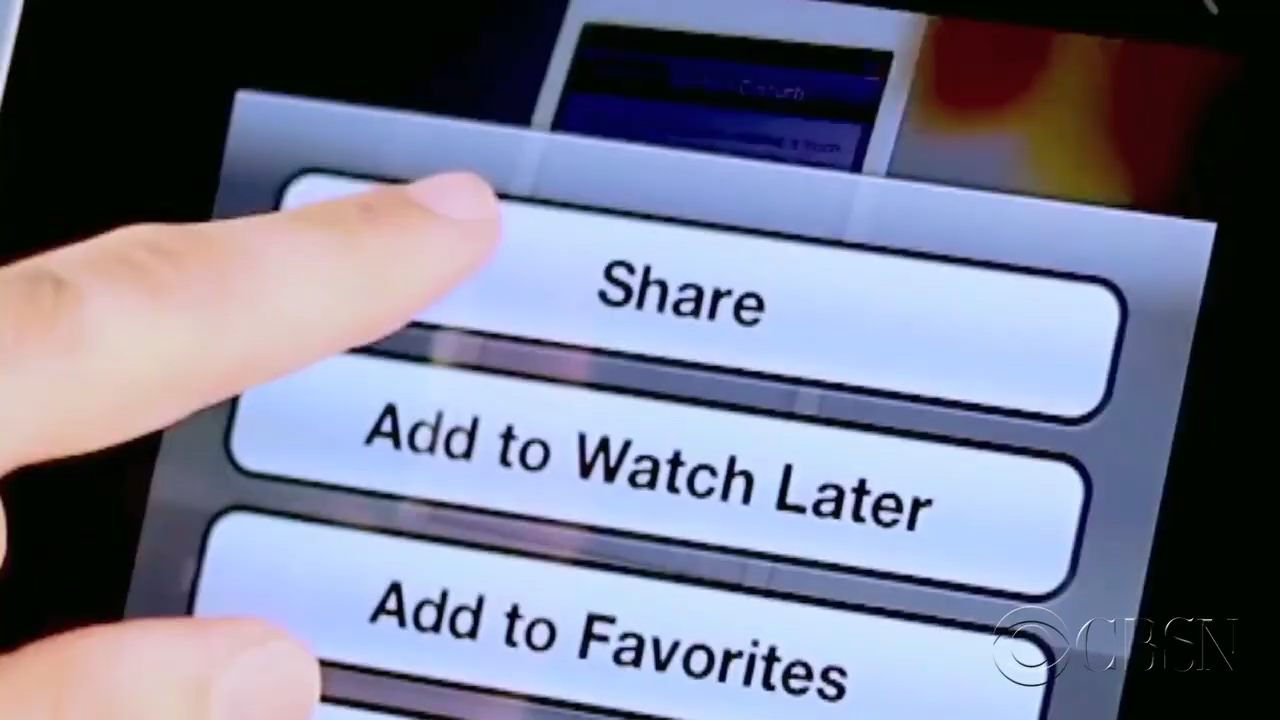 Share
Add to Watch Later
Add to Favorites
CBSN